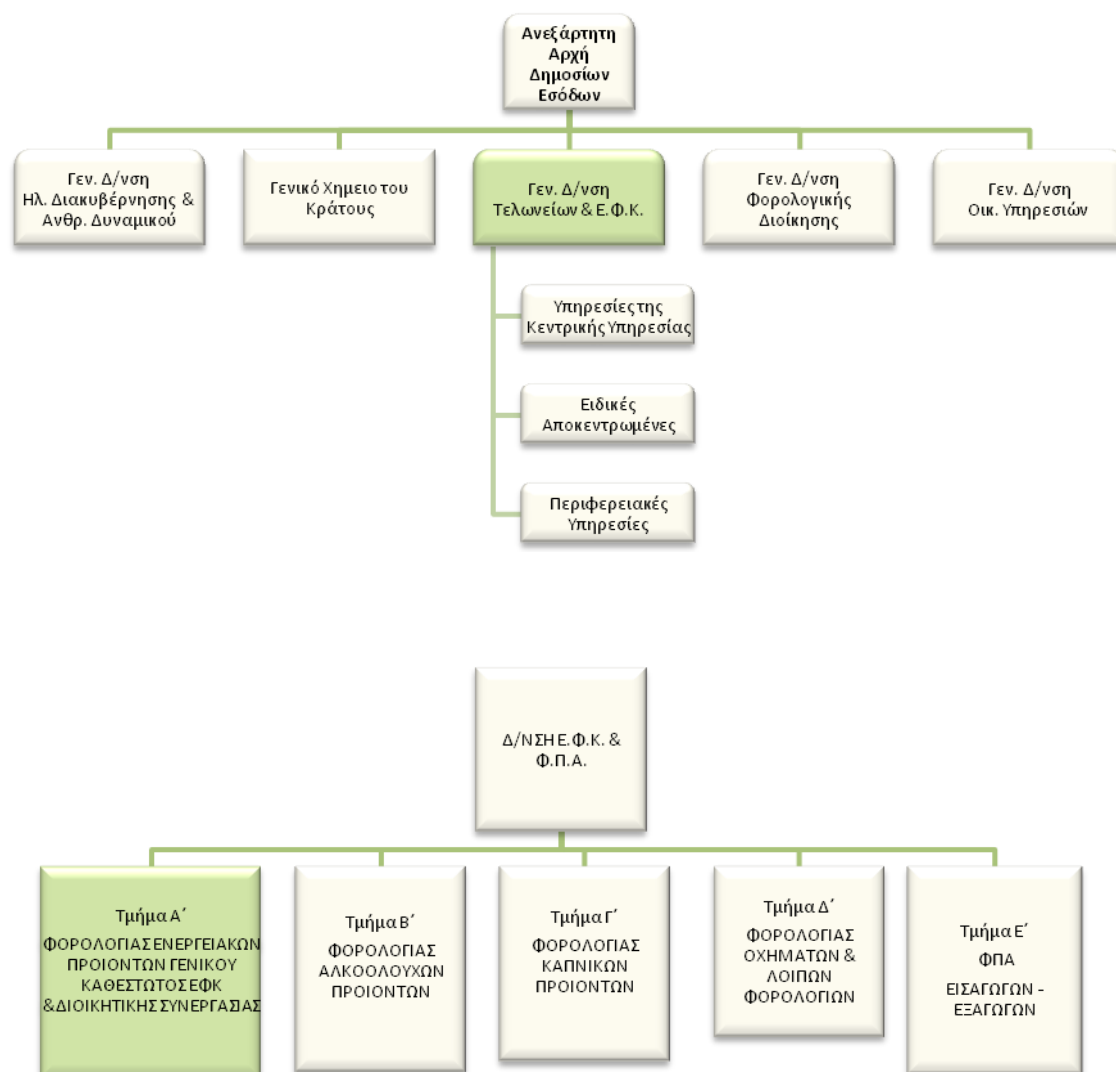 Ανεξάρτητη
Αρχή
Δημοσίων
Εσόδων
Γεν. Δ/νση
Ηλ. Διακυβέρνησης &
Ανθρ. Δυναμικού
Γενικό Χημειο του
Κράτους
Γεν. Δ/νση
Τελωνείων & Ε.Φ.Κ.
Γεν. Δ/νση
Φορολογικής
Διοίκησης
Γεν. Δ/νση
Οικ. Υπηρεσιών
Υπηρεσίες της
Κεντρικής Υπηρεσίας
Ειδικές
Αποκεντρωμένες
Περιφερειακές
Υπηρεσίες
Δ/ΝΣΗ Ε.Φ.Κ. &
Φ.Π.Α.
Τμήμα Α΄
ΦΟΡΟΛΟΓΙΑΣ ΕΝΕΡΓΕΙΑΚΩΝ
ΠΡΟΙΟΝΤΩΝ ΓΕΝΙΚΟΥ
ΚΑΘΕΣΤΩΤΟΣ ΕΦΚ
& ΔΙΟΙΚΗΤΙΚΗΣ ΣΥΝΕΡΓΑΣΙΑΣ
Τμήμα Β΄
ΦΟΡΟΛΟΓΙΑΣ
ΑΛΚΟΟΛΟΥΧΩΝ
ΠΡΟΙΟΝΤΩΝ
Τμήμα Γ΄
ΦΟΡΟΛΟΓΙΑΣ
ΚΑΠΝΙΚΩΝ
ΠΡΟΙΟΝΤΩΝ
Τμήμα Δ΄
ΦΟΡΟΛΟΓΙΑΣ
ΟΧΗΜΑΤΩΝ &
ΛΟΙΠΩΝ
ΦΟΡΟΛΟΓΙΩΝ
Τμήμα Ε΄
ΦΠΑ
ΕΙΣΑΓΩΓΩΝ –
ΕΞΑΓΩΓΩΝ